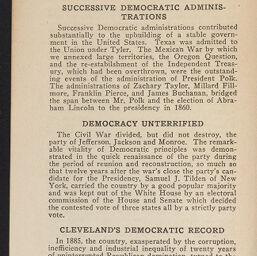 SUCCESSIVE DEMOCRATIC ADMINIS-
TRATIONS
Successive Democratic administrations contributed
substantially to the upbuilding of a stable govern-
ment in the United States. Texas was admitted to
the Union under Tyler. The Mexican War by which
we annexed large territories, the Oregon Question,
and the re-establishment of the Independent Treas-
ury, which had been overthrown, were the outstand-
ing events of the administration of President Polk.
The administrations of Zachary Taylor, Millard Fill-
more, Franklin Pierce, and James Buchanan, bridged
the span between Mr. Polk and the election of Abra-
ham Lincoln to the presidency in 1860.
DEMOCRACY UNTERRIFIED
The Civil War divided, but did not destroy, the
party of Jefferson, Jackson and Monroe. The remark-
able vitality of Democratic principles was demon-
strated in the quick renaissance of the party during
the period of reunion and reconstruction, so much so
that twelve years after the war's close the party's can-
didate for the Presidency, Samuel J. Tilden of New
York, carried the country by a good popular majority
and was kept out of the White House by an electoral
commission of the House and Senate which decided
the contested vote of three states all by a strictly party
vote.
CLEVELAND'S DEMOCRATIC RECORD
In 1885, the country, exasperated by the corruption,
inefficiency and industrial inequality of twenty years
of uninterrupted Republican domination, turned to the